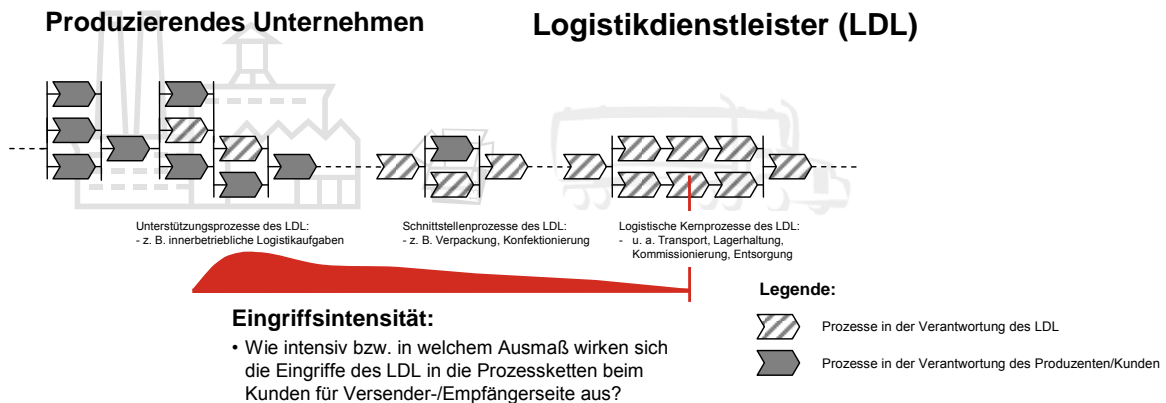 Produzierendes Unternehmen
Logistikdienstleister (LDL)
Unterstützungsprozesse des LDL:
- z. B. innerbetriebliche Logistikaufgaben
Schnittstellenprozesse des LDL:
- z. B. Verpackung, Konfektionierung
Logistische Kernprozesse des LDL:
- u. a. Transport, Lagerhaltung,
Kommissionierung, Entsorgung
Eingriffsintensität:
• Wie intensiv bzw. in welchem Ausmaß wirken sich
die Eingriffe des LDL in die Prozessketten beim
Kunden für Versender-/Empfängerseite aus?
Legende:
Prozesse in der Verantwortung des LDL
Prozesse in der Verantwortung des Produzenten/Kunden